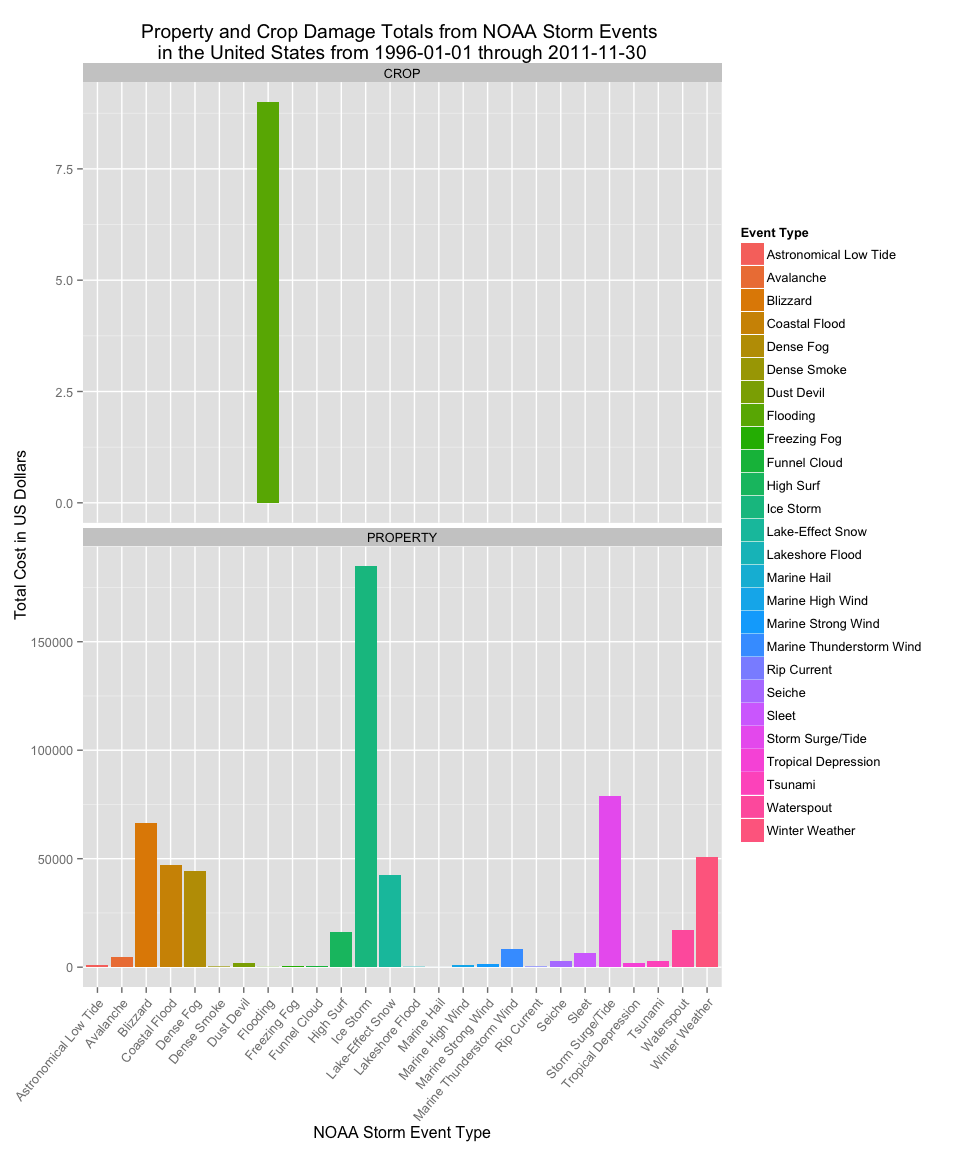 Property and Crop Damage Totals from NOAA Storm Events
in the United States from 1996-01-01 through 2011-11-30
CROP
7.5
5.0
2.5
0.0
PROPERTY
150000
100000
50000
0
Total Cost in US Dollars
Astronomical Low Tide
Avalanche
Blizzard
Coastal Flood
Dense Fog
Dense Smoke
Dust Devil
Flooding
Freezing Fog
Funnel Cloud
High Surf
Ice Storm
Lake-Effect Snow
Lakeshore Flood
Marine Hail
Marine High Wind
Marine Strong Wind
Marine Thunderstorm Wind
Rip Current
Seiche
Sleet
Storm Surge/Tide
Tropical Depression
Tsunami
Waterspout
Winter Weather
NOAA Storm Event Type
Event Type
Astronomical Low Tide
Avalanche
Blizzard
Coastal Flood
Dense Fog
Dense Smoke
Dust Devil
Flooding
Freezing Fog
Funnel Cloud
High Surf
Ice Storm
Lake-Effect Snow
Lakeshore Flood
Marine Hail
Marine High Wind
Marine Strong Wind
Marine Thunderstorm Wind
Rip Current
Seiche
Sleet
Storm Surge/Tide
Tropical Depression
Tsunami
Waterspout
Winter Weather